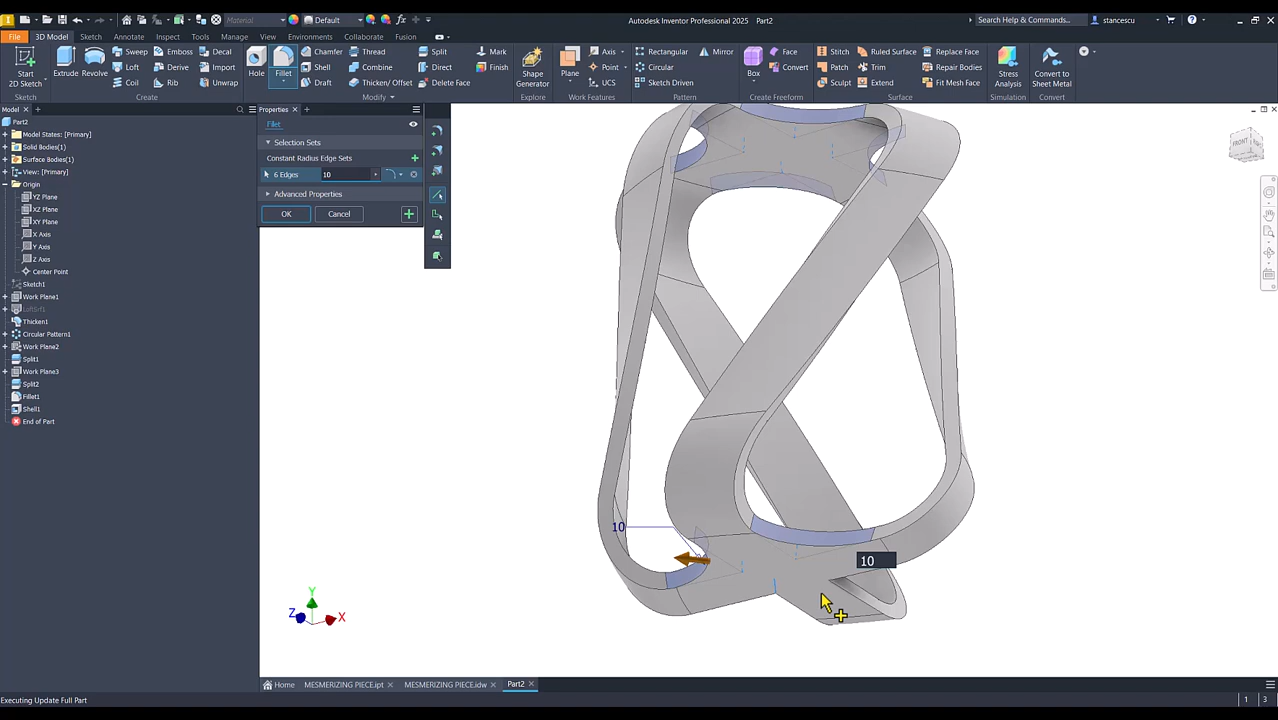 Material Default fx Autodesk Inventor Professional 2025 Part2 Search Help & Commands... stancescu
File 3D Model Sketch Annotate Inspect Tools Manage View Environments Collaborate Fusion
Start 2D Sketch Extrude Revolve Sweep Emboss Decal Hole Fillet Chamfer Thread Split Mark Shape Generator Plane Axis Rectangular Mirror Box Face Stitch Ruled Surface Replace Face Stress Analysis Convert to Sheet Metal
Loft Derive Import Shell Combine Direct Finish Point Circular Convert Patch Trim Repair Bodies
Coil Rib Unwrap Draft Thicken/ Offset Delete Face UCS Sketch Driven Sculpt Extend Fit Mesh Face
Sketch Create Modify Explore Work Features Pattern Create Freeform Surface Simulation Convert
Model
Part2
Model States: [Primary]
Solid Bodies(1)
Surface Bodies(1)
View: [Primary]
Origin
YZ Plane
XZ Plane
XY Plane
X Axis
Y Axis
Z Axis
Center Point
Sketch1
Work Plane1
LoftSrf1
Thicken1
Circular Pattern1
Work Plane2
Split1
Work Plane3
Split2
Fillet1
Shell1
End of Part
Properties
Fillet
Selection Sets
Constant Radius Edge Sets
6 Edges 10
Advanced Properties
OK Cancel
FRONT
10
10
Y
Z X
Home MESMERIZING PIECE.ipt MESMERIZING PIECE.idw Part2
Executing Update Full Part 1 3